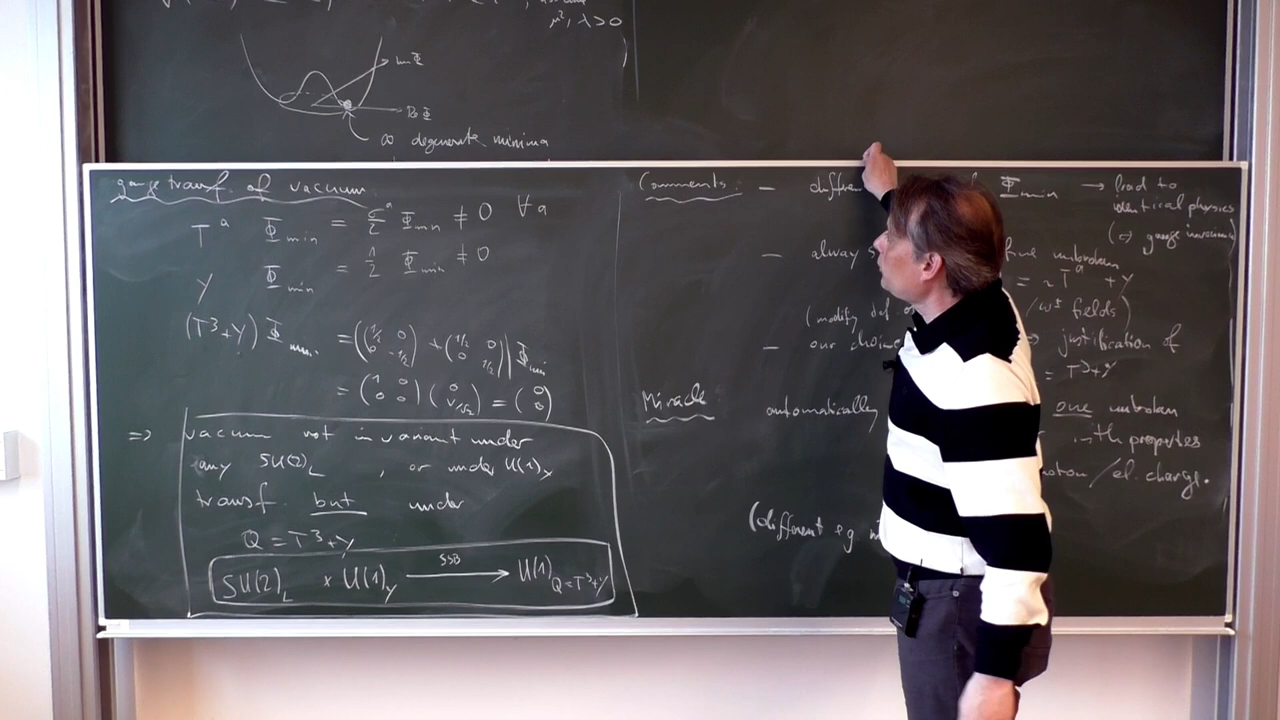 μ², λ>0
Im Φ
Re Φ
∞ degenerate minima
gauge transf. of vacuum
T^a Φ_min = σ^a/2 Φ_min ≠ 0 ∀a
Y Φ_min = 1/2 Φ_min ≠ 0
(T³+Y) Φ_min = [(1/2 0; 0 -1/2) + (1/2 0; 0 1/2)] Φ_min
= (1 0; 0 0) (0; v/√2) = (0; 0)
⇒ vacuum not invariant under
any SU(2)_L, or under U(1)_Y
transf. but under
Q = T³+Y
SU(2)_L × U(1)_Y SSB → U(1)_{Q=T³+Y}
Comments: — Φ_min → lead to
identical physics
(↔ gauge invariance)
— always unbroken
= T^a + Y
(modify def / W^± fields)
— our choice ⇒ justification of
= T³+Y
Miracle: automatically one unbroken
with properties
/el. charge.
(different e.g.